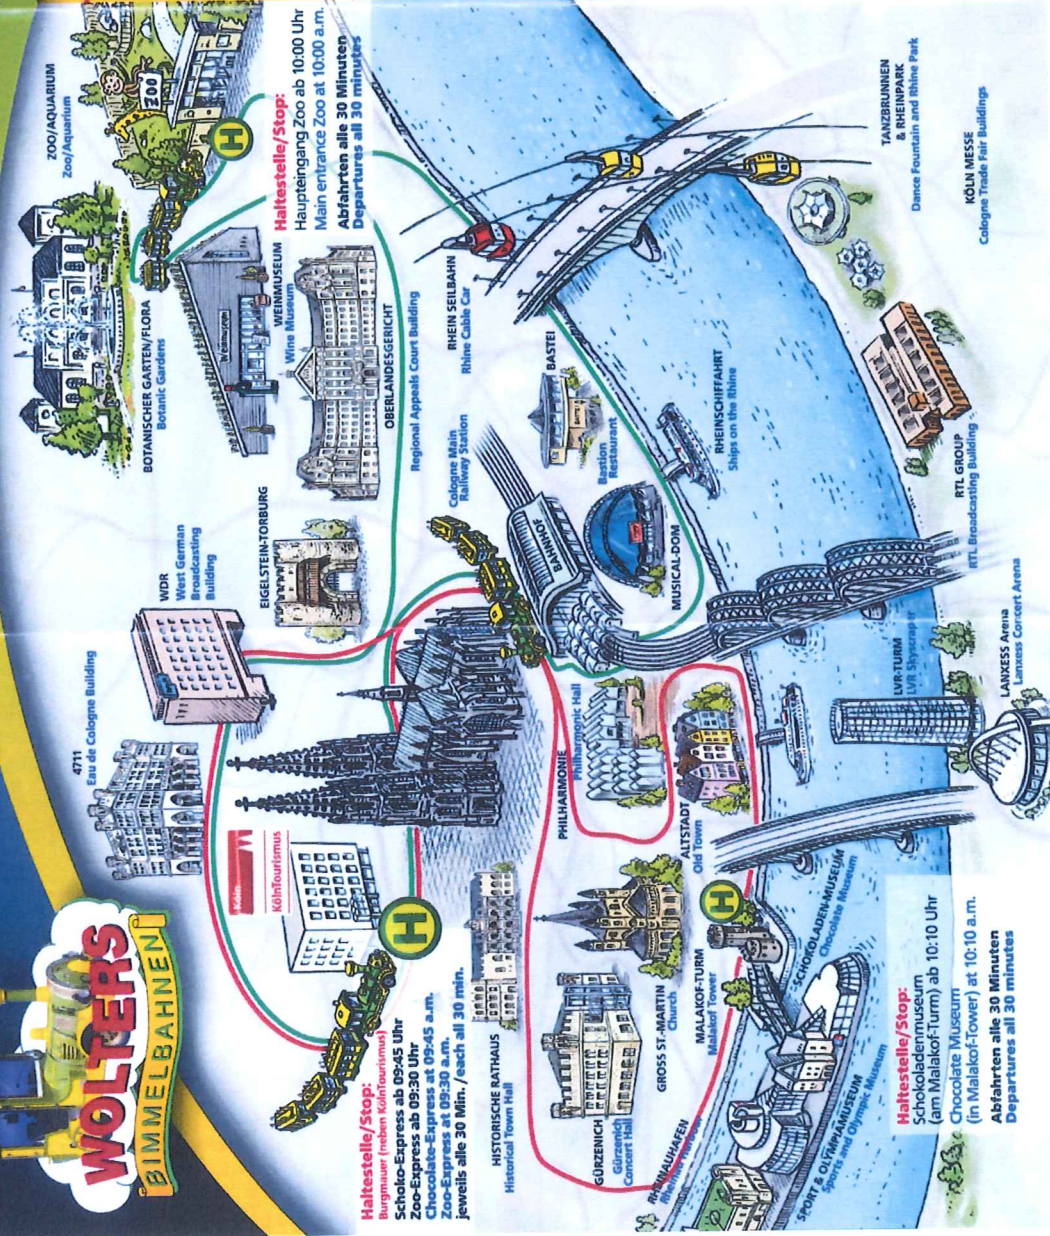 WOLTERS
BIMMELBAHNEN
Haltestelle/Stop:
Burgmauer (neben KölnTourismus)
Schoko-Express ab 09:45 Uhr
Zoo-Express ab 09:30 Uhr
Chocolate-Express at 09:45 a.m.
Zoo-Express at 09:30 a.m.
jeweils alle 30 Min./each all 30 min.
H
Köln
KölnTourismus
4711
Eau de Cologne Building
WDR
West German
Broadcasting
Building
EIGELSTEIN-TORBURG
BOTANISCHER GARTEN/FLORA
Botanic Gardens
ZOO/AQUARIUM
Zoo/Aquarium
ZOO
H
Haltestelle/Stop:
Haupteingang Zoo ab 10:00 Uhr
Main entrance Zoo at 10:00 a.m.
Abfahrten alle 30 Minuten
Departures all 30 minutes
WEINMUSEUM
Wine Museum
OBERLANDESGERICHT
Regional Appeals Court Building
RHEIN SEILBAHN
Rhine Cable Car
Cologne Main
Railway Station
BAHNHOF
BASTEI
Bastion
Restaurant
MUSICAL-DOM
RHEINSCHIFFAHRT
Ships on the Rhine
TANZBRUNNEN
& RHEINPARK
Dance Fountain and Rhine Park
KÖLN MESSE
Cologne Trade Fair Buildings
RTL GROUP
RTL Broadcasting Building
LANXESS Arena
Lanxess Concert Arena
LVR-TURM
LVR Skyscraper
PHILHARMONIE
Philharmonic Hall
ALTSTADT
Old Town
HISTORISCHE RATHAUS
Historical Town Hall
GÜRZENICH
Gürzenich
Concert Hall
GROSS ST.-MARTIN
Church
MALAKOF-TURM
Malakof Tower
H
SCHOKOLADEN-MUSEUM
Chocolate Museum
RHEINAUHAFEN
SPORT & OLYMPIAMUSEUM
Sports and Olympic Museum
Haltestelle/Stop:
Schokoladenmuseum
(am Malakoff-Turm) ab 10:10 Uhr
Chocolate Museum
(in Malakof-Tower) at 10:10 a.m.
Abfahrten alle 30 Minuten
Departures all 30 minutes